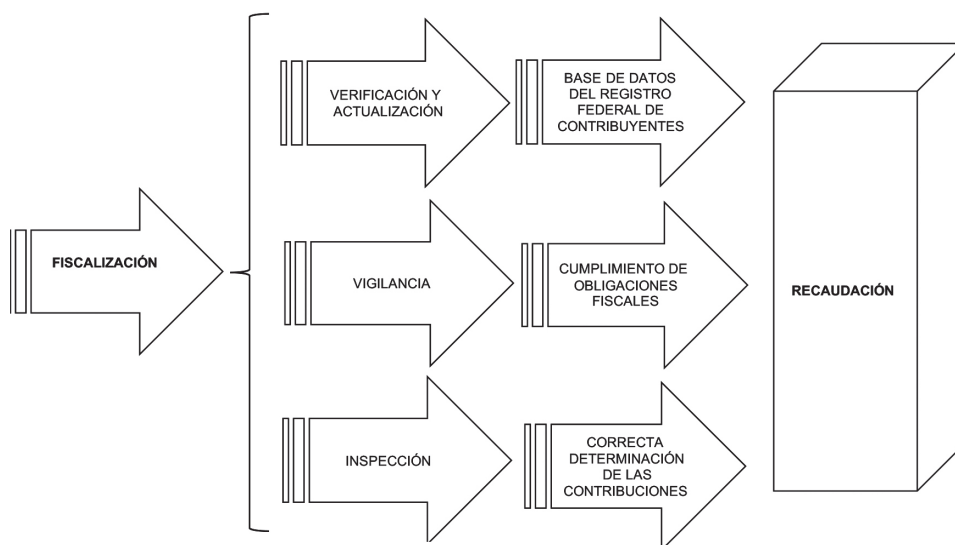 FISCALIZACIÓN
VERIFICACIÓN Y
ACTUALIZACIÓN
BASE DE DATOS
DEL REGISTRO
FEDERAL DE
CONTRIBUYENTES
VIGILANCIA
CUMPLIMIENTO DE
OBLIGACIONES
FISCALES
INSPECCIÓN
CORRECTA
DETERMINACIÓN
DE LAS
CONTRIBUCIONES
RECAUDACIÓN